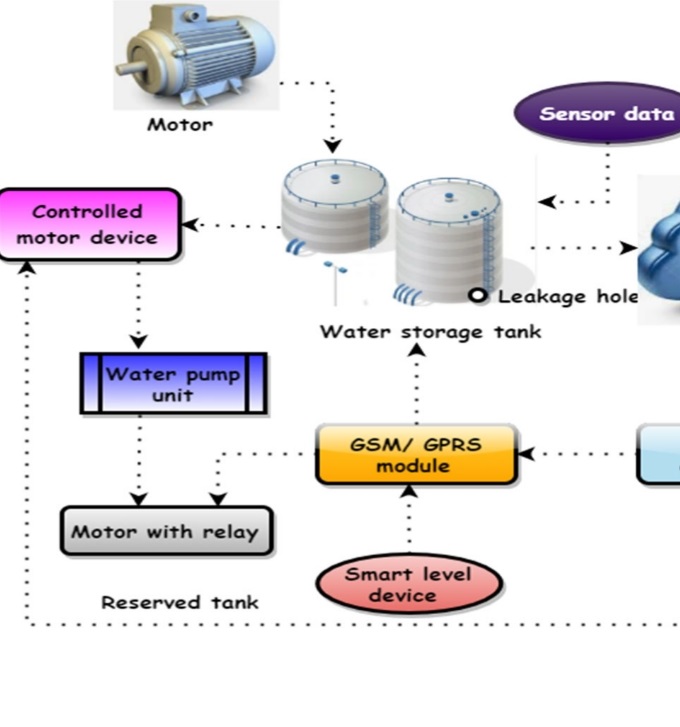 Motor
Sensor data
Controlled
motor device
Leakage hole
Water storage tank
Water pump
unit
GSM/ GPRS
module
Motor with relay
Smart level
device
Reserved tank